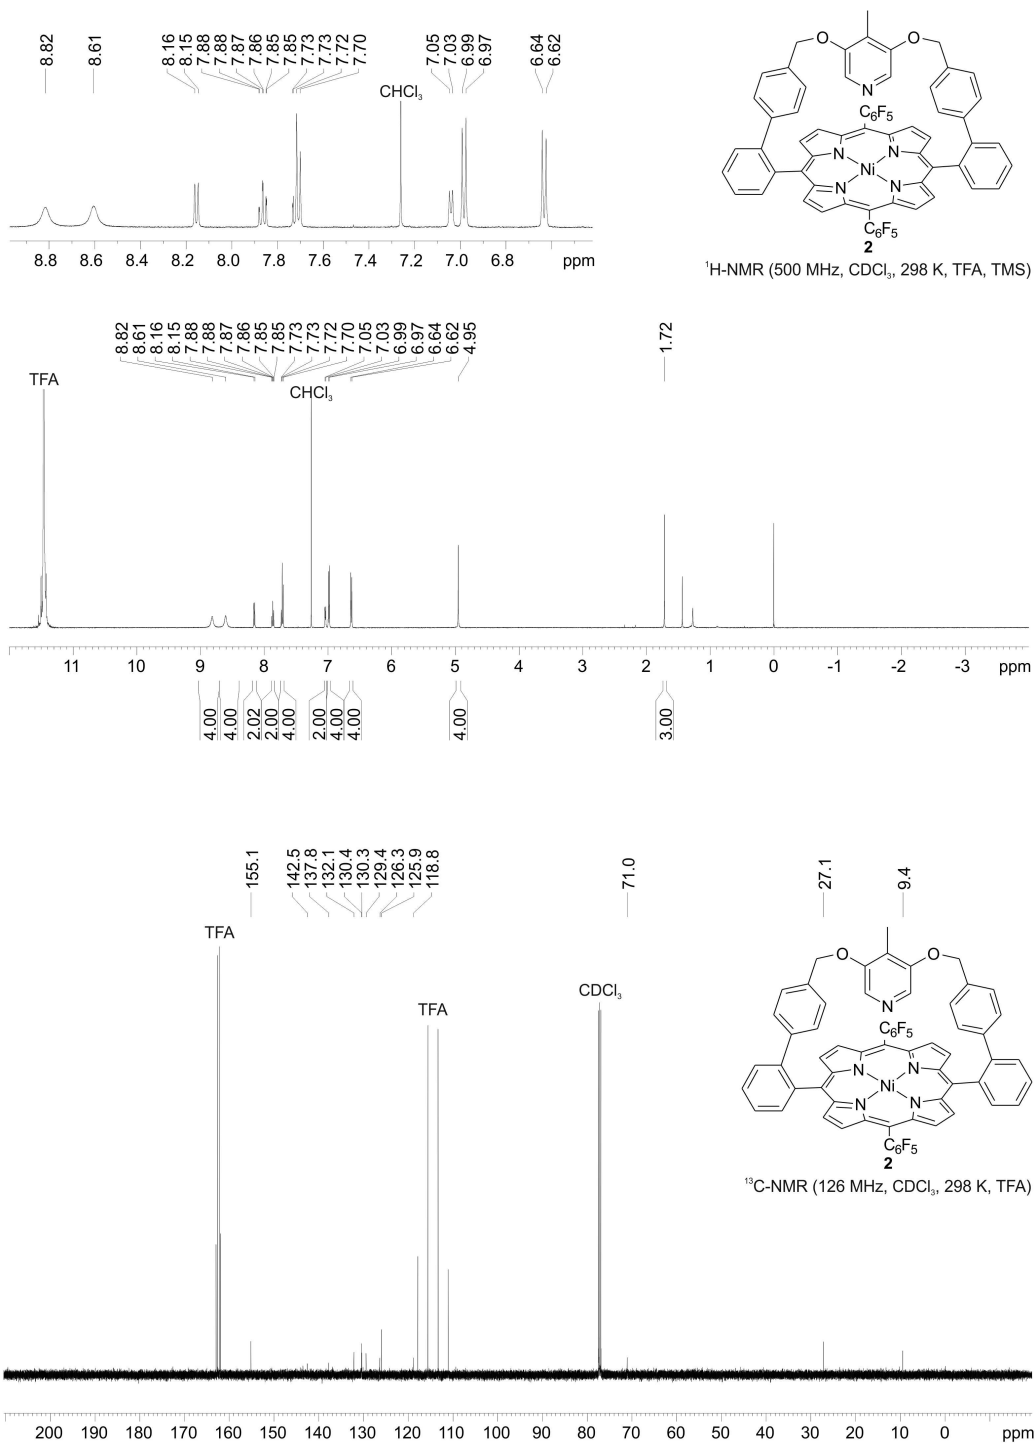 8.82
8.61
8.16
8.15
7.88
7.88
7.87
7.86
7.85
7.85
7.73
7.73
7.72
7.70
7.05
7.03
6.99
6.97
6.64
6.62
CHCl₃
8.8 8.6 8.4 8.2 8.0 7.8 7.6 7.4 7.2 7.0 6.8 ppm
O O
N
C₆F₅
N N
Ni
N N
C₆F₅
2
¹H-NMR (500 MHz, CDCl₃, 298 K, TFA, TMS)
8.82
8.61
8.16
8.15
7.88
7.88
7.87
7.86
7.85
7.85
7.73
7.73
7.72
7.70
7.05
7.03
6.99
6.97
6.64
6.62
4.95
1.72
TFA
CHCl₃
11 10 9 8 7 6 5 4 3 2 1 0 -1 -2 -3 ppm
4.00
4.00
2.02
2.00
4.00
2.00
4.00
4.00
4.00
3.00
155.1
142.5
137.8
132.1
130.4
130.3
129.4
126.3
125.9
118.8
71.0
27.1
9.4
TFA
TFA
CDCl₃
O O
N
C₆F₅
N N
Ni
N N
C₆F₅
2
¹³C-NMR (126 MHz, CDCl₃, 298 K, TFA)
200 190 180 170 160 150 140 130 120 110 100 90 80 70 60 50 40 30 20 10 0 ppm